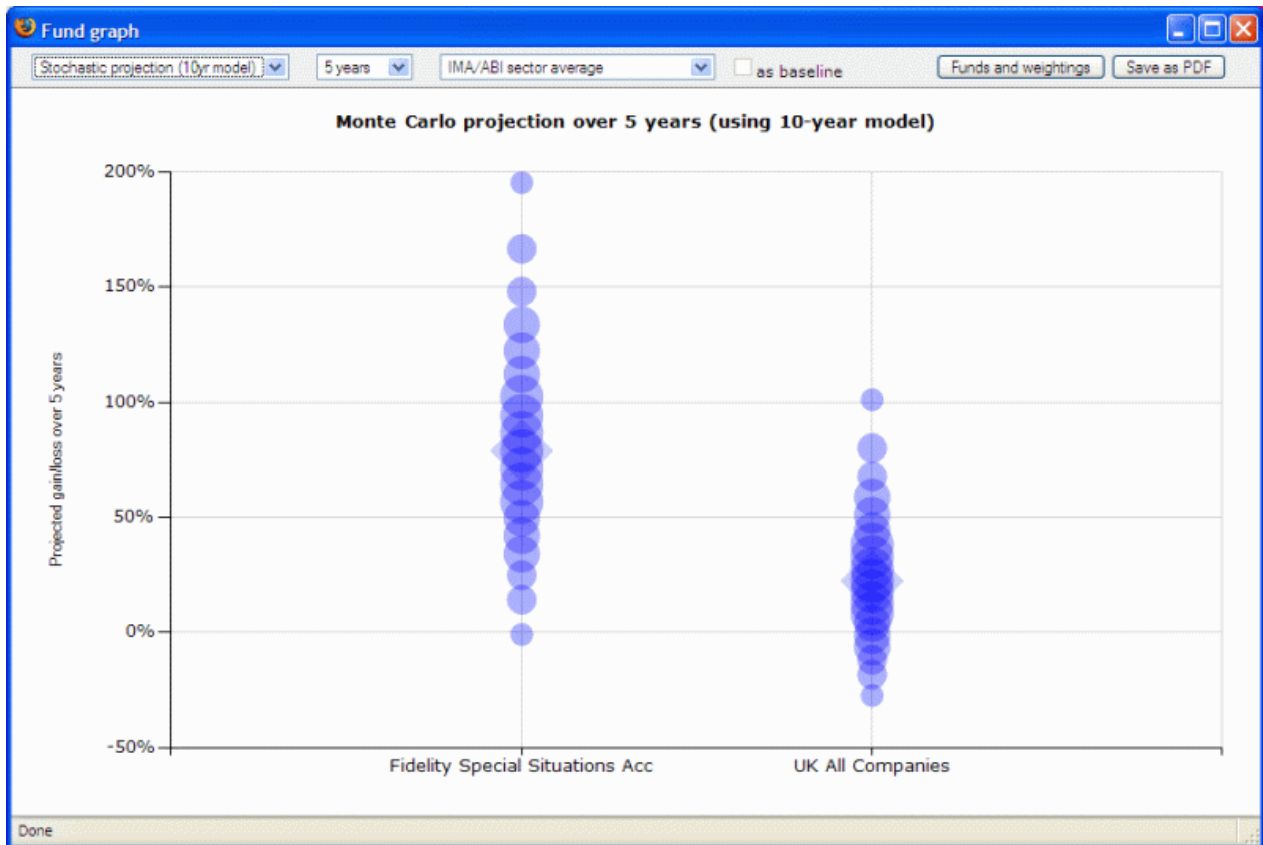 Fund graph
Stochastic projection (10yr model) 5 years IMA/ABI sector average as baseline Funds and weightings Save as PDF
Monte Carlo projection over 5 years (using 10-year model)
200%
150%
100%
50%
0%
-50%
Projected gain/loss over 5 years
Fidelity Special Situations Acc UK All Companies
Done